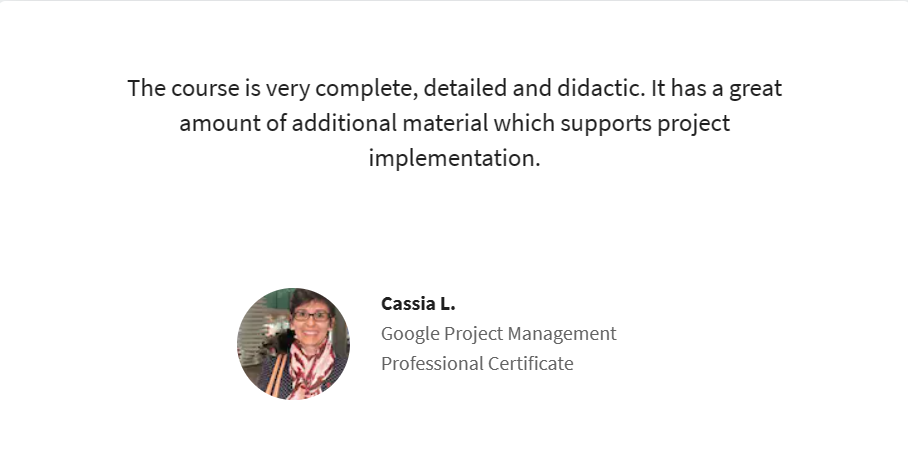 The course is very complete, detailed and didactic. It has a great
amount of additional material which supports project
implementation.
Cassia L.
Google Project Management
Professional Certificate